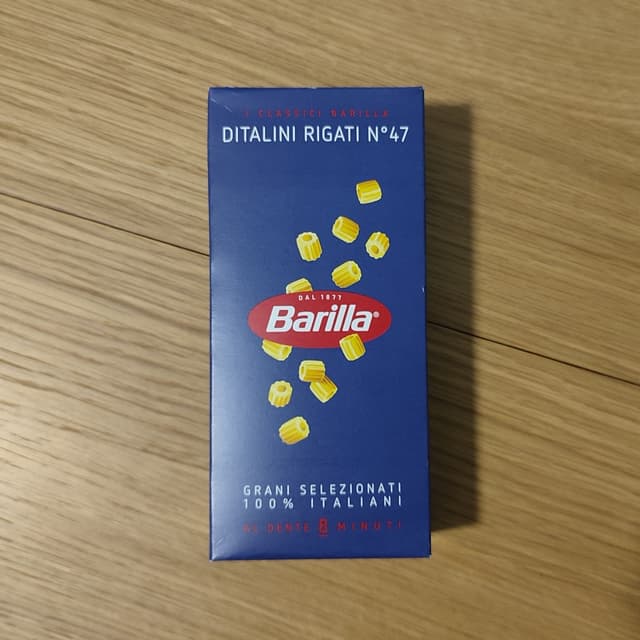 I CLASSICI BARILLA
DITALINI RIGATI N°47
DAL 1877
Barilla®
GRANI SELEZIONATI
100% ITALIANI
AL DENTE 8 MINUTI